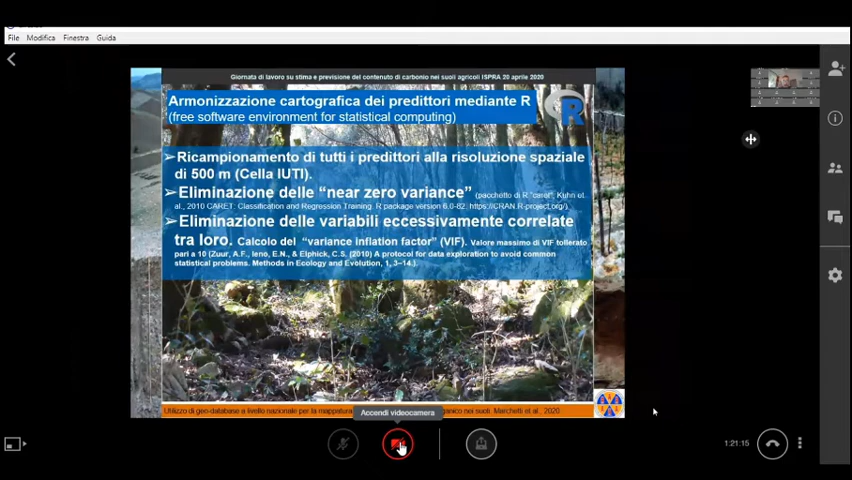 File Modifica Finestra Guida
Giornata di lavoro su stima e previsione del contenuto di carbonio nei suoli agricoli ISPRA 20 aprile 2020
Armonizzazione cartografica dei predittori mediante R
(free software environment for statistical computing)
R
➢Ricampionamento di tutti i predittori alla risoluzione spaziale
di 500 m (Cella IUTI).
➢Eliminazione delle “near zero variance” (pacchetto di R “caret”, Kuhn et.
al., 2010 CARET: Classification and Regression Training. R package version 6.0-82. https://CRAN.R-project.org/).
➢Eliminazione delle variabili eccessivamente correlate
tra loro. Calcolo del “variance inflation factor” (VIF). Valore massimo di VIF tollerato
pari a 10 (Zuur, A.F., Ieno, E.N., & Elphick, C.S. (2010) A protocol for data exploration to avoid common
statistical problems. Methods in Ecology and Evolution, 1, 3–14.).
Utilizzo di geo-database a livello nazionale per la mappatura nei suoli. Marchetti et al., 2020
Accendi videocamera
1:21:15